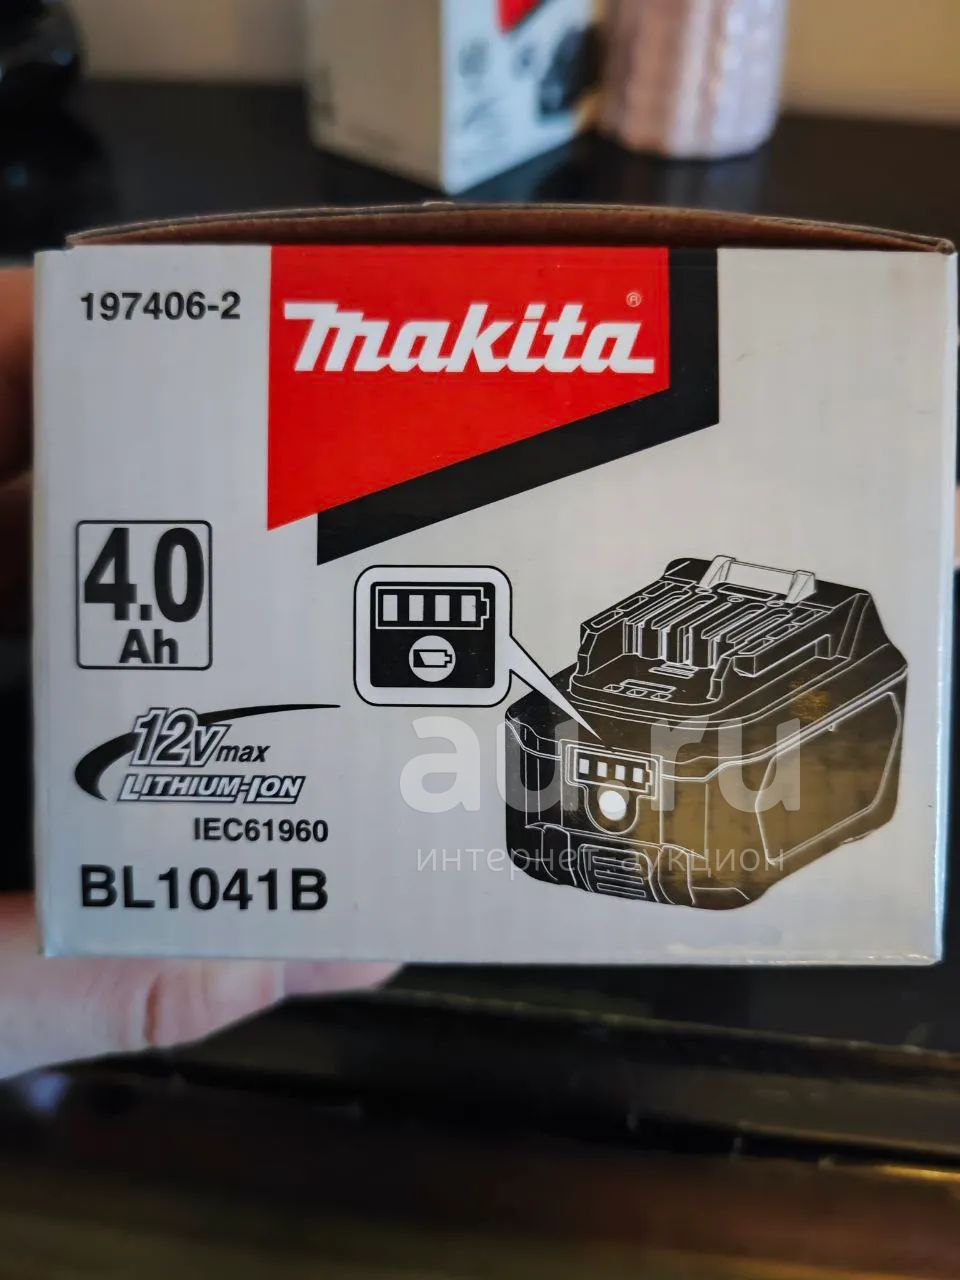 197406-2
makita®
4.0
Ah
12V max
LITHIUM-ION
IEC61960
BL1041B
au.ru
интернет-аукцион